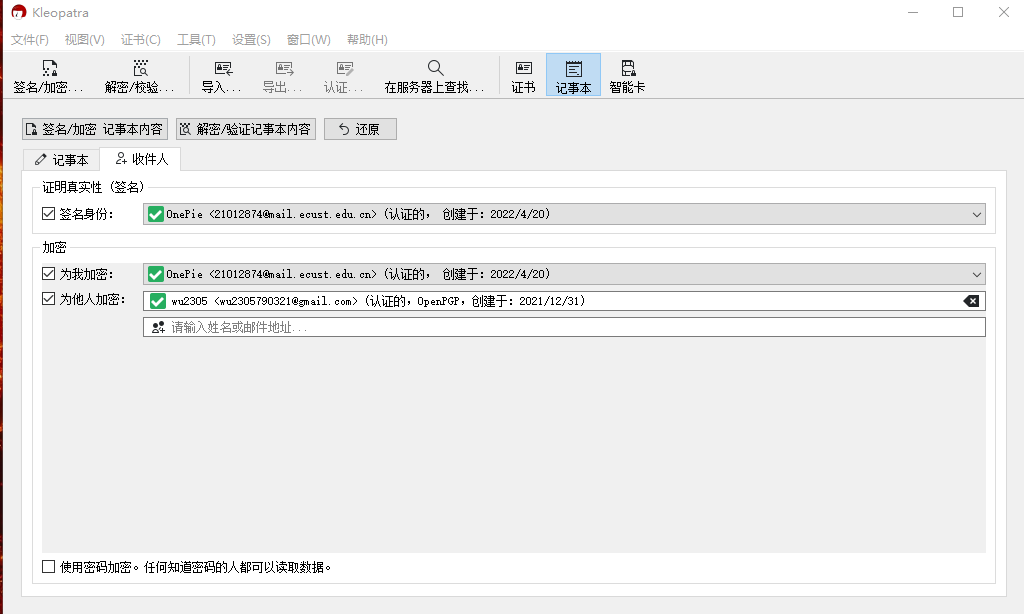 Kleopatra
文件(F) 视图(V) 证书(C) 工具(T) 设置(S) 窗口(W) 帮助(H)
签名/加密... 解密/校验... 导入... 导出... 认证... 在服务器上查找... 证书 记事本 智能卡
签名/加密 记事本内容 解密/验证记事本内容 还原
记事本 收件人
证明真实性（签名）
签名身份： OnePie <21012874@mail.ecust.edu.cn> (认证的， 创建于：2022/4/20)
加密
为我加密： OnePie <21012874@mail.ecust.edu.cn> (认证的， 创建于：2022/4/20)
为他人加密： wu2305 <wu2305790321@gmail.com> (认证的，OpenPGP，创建于：2021/12/31)
请输入姓名或邮件地址...
使用密码加密。任何知道密码的人都可以读取数据。